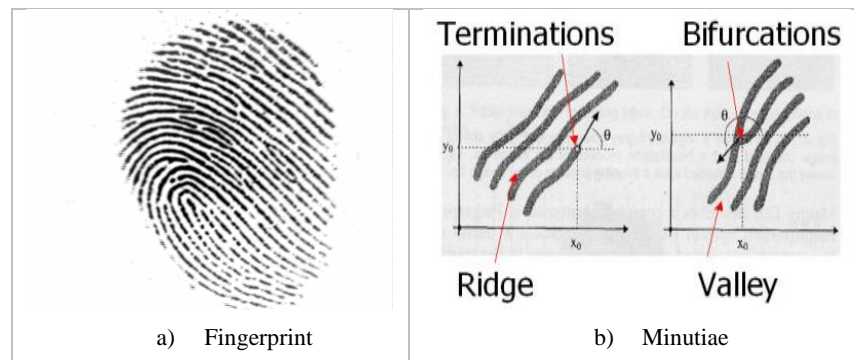 Terminations Bifurcations
θ θ
y₀ y₀
x₀ x₀
Ridge Valley
a) Fingerprint b) Minutiae